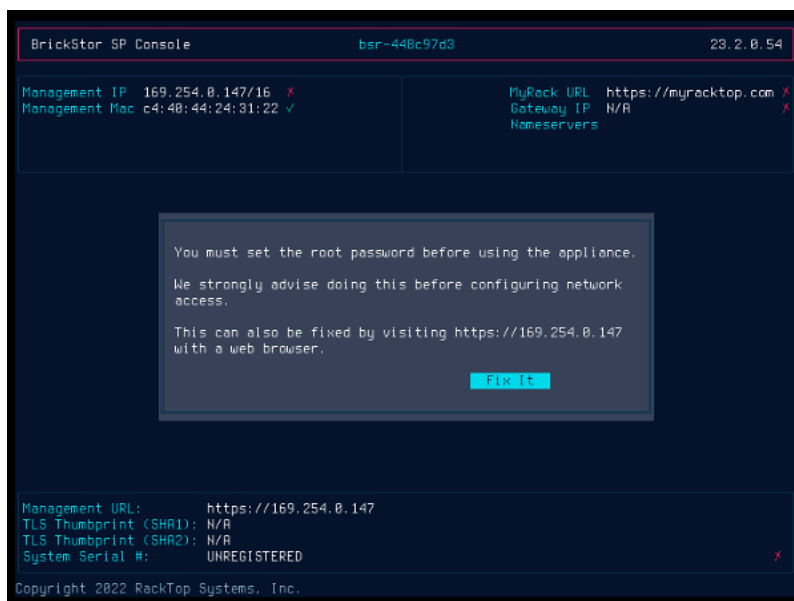 BrickStor SP Console bsr-448c97d3 23.2.0.54
Management IP 169.254.0.147/16 ✗ MyRack URL https://myracktop.com ✗
Management Mac c4:40:44:24:31:22 ✓ Gateway IP N/A ✗
Nameservers
You must set the root password before using the appliance.
We strongly advise doing this before configuring network
access.
This can also be fixed by visiting https://169.254.0.147
with a web browser.
Fix It
Management URL: https://169.254.0.147
TLS Thumbprint (SHA1): N/A
TLS Thumbprint (SHA2): N/A
System Serial #: UNREGISTERED ✗
Copyright 2022 RackTop Systems, Inc.